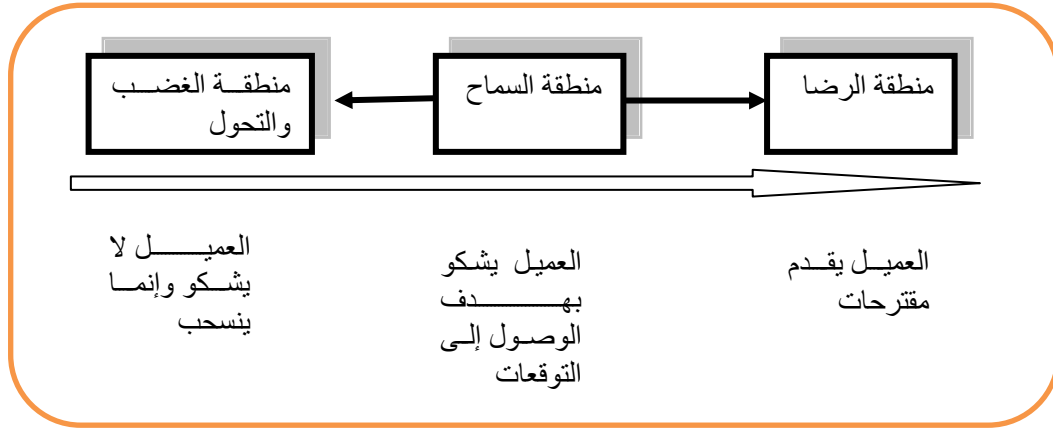 منطقة الرضا
منطقة السماح
منطقة الغضب
والتحول
العميل يقدم
مقترحات
العميل يشكو
بهدف
الوصول إلى
التوقعات
العميل لا
يشكو وإنما
ينسحب